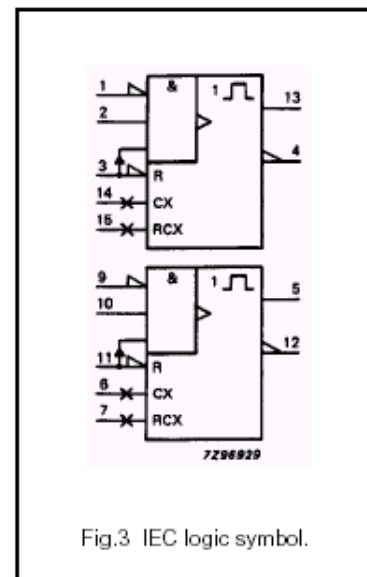 1 & 1 13
2 4
3 R
14 CX
15 RCX
9 & 1 5
10 12
11 R
6 CX
7 RCX
7Z96929
Fig.3 IEC logic symbol.